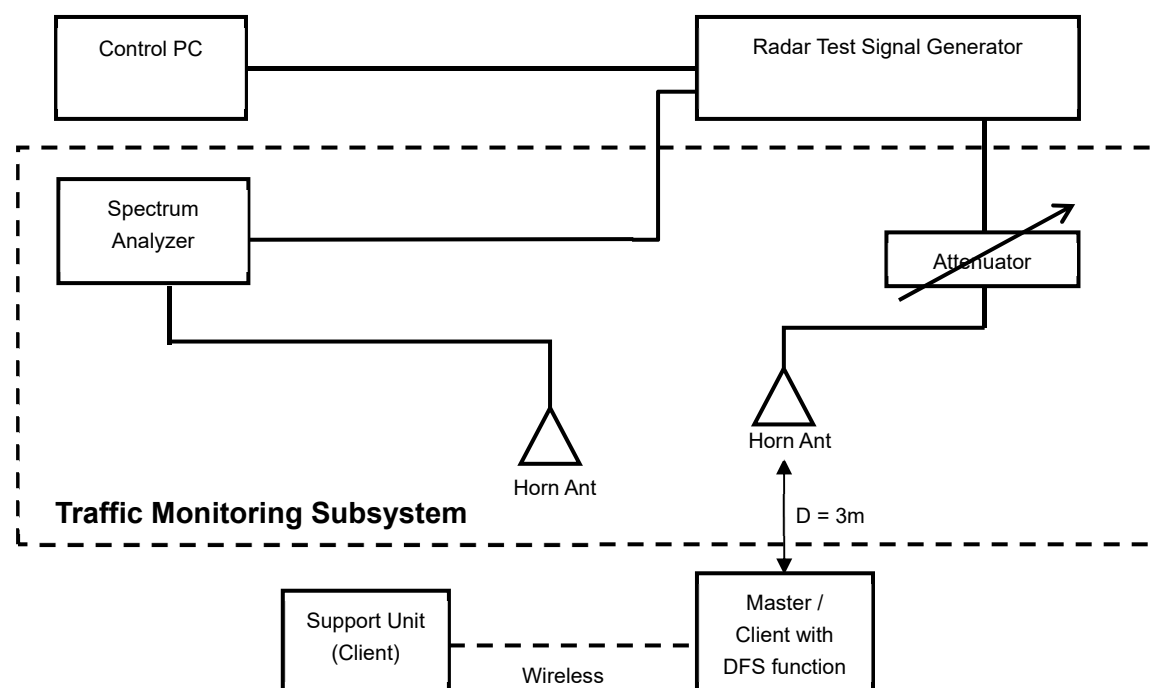 Control PC
Radar Test Signal Generator
Spectrum
Analyzer
Attenuator
Horn Ant
Horn Ant
Traffic Monitoring Subsystem
D = 3m
Support Unit
(Client)
Wireless
Master /
Client with
DFS function